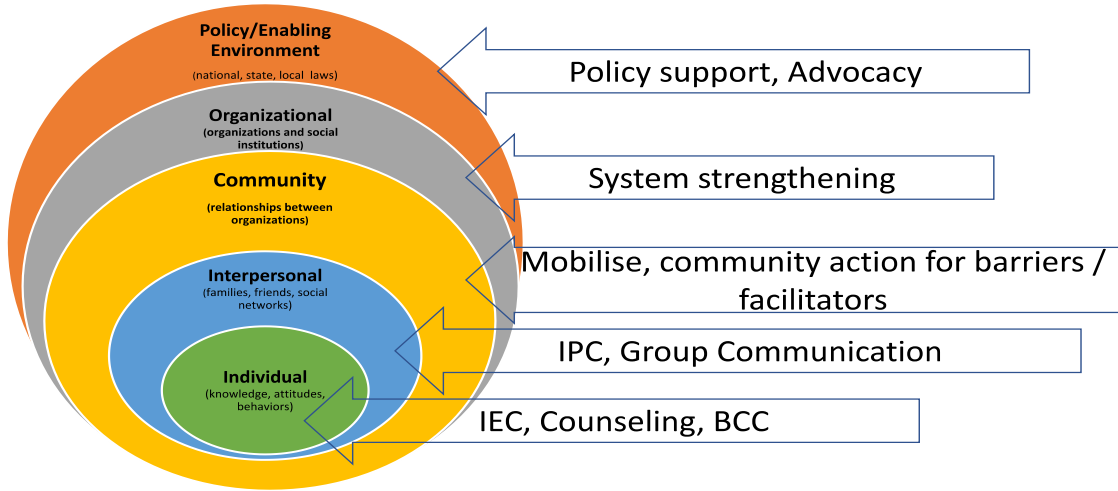 Policy/Enabling
Environment
(national, state, local laws)
Policy support, Advocacy
Organizational
(organizations and social
institutions)
System strengthening
Community
(relationships between
organizations)
Mobilise, community action for barriers /
facilitators
Interpersonal
(families, friends, social
networks)
IPC, Group Communication
Individual
(knowledge, attitudes,
behaviors)
IEC, Counseling, BCC